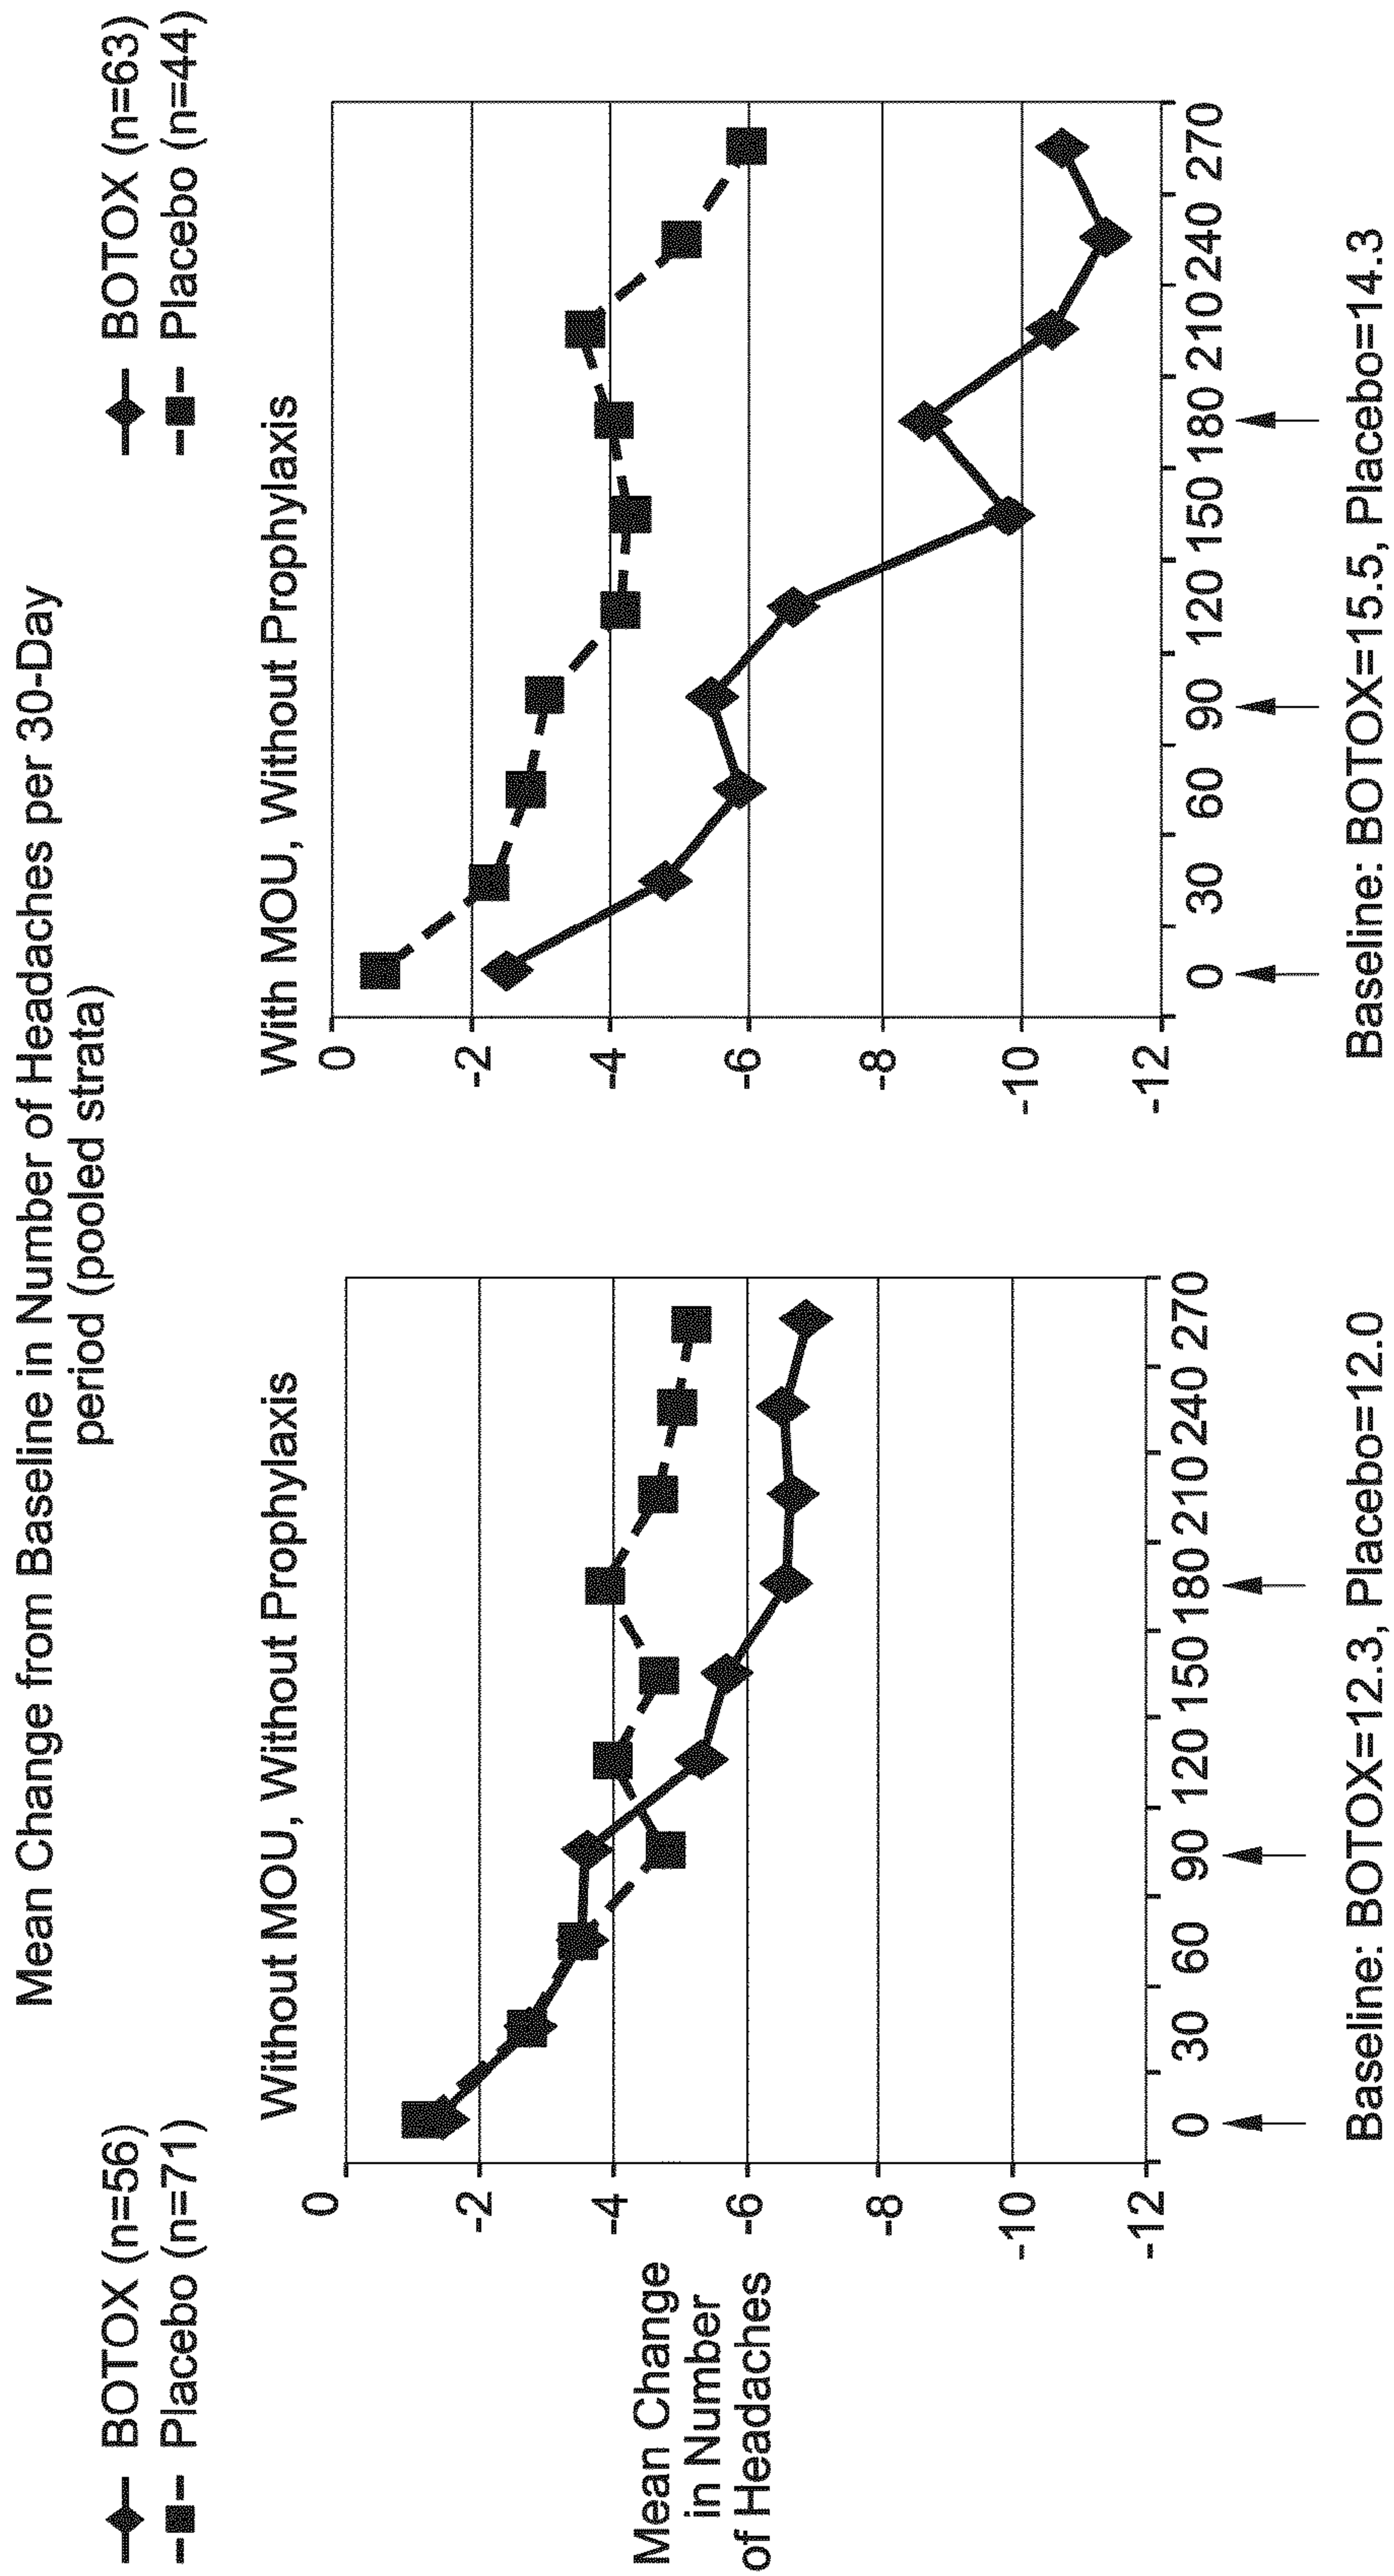 Mean Change from Baseline in Number of Headaches per 30-Day
period (pooled strata)
BOTOX (n=56)
Placebo (n=71)
BOTOX (n=63)
Placebo (n=44)
Without MOU, Without Prophylaxis
Mean Change
in Number
of Headaches
0
-2
-4
-6
-8
-10
-12
0 30 60 90 120 150 180 210 240 270
Baseline: BOTOX=12.3, Placebo=12.0
With MOU, Without Prophylaxis
0
-2
-4
-6
-8
-10
-12
0 30 60 90 120 150 180 210 240 270
Baseline: BOTOX=15.5, Placebo=14.3